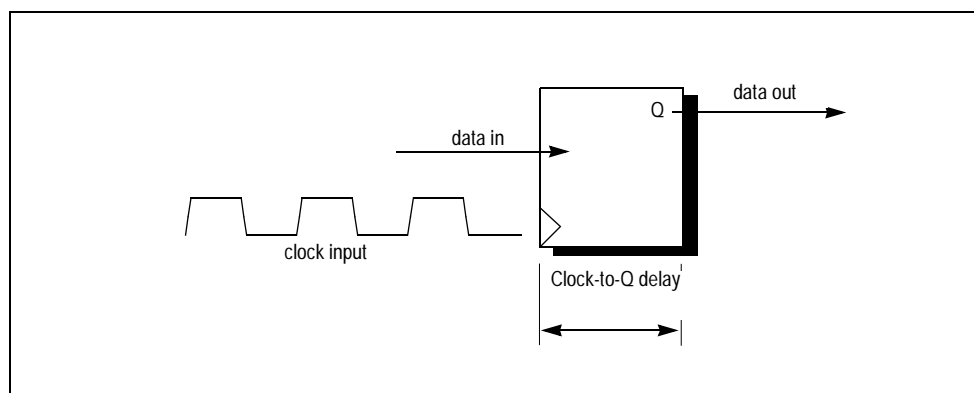 Q
data out
data in
clock input
Clock-to-Q delay